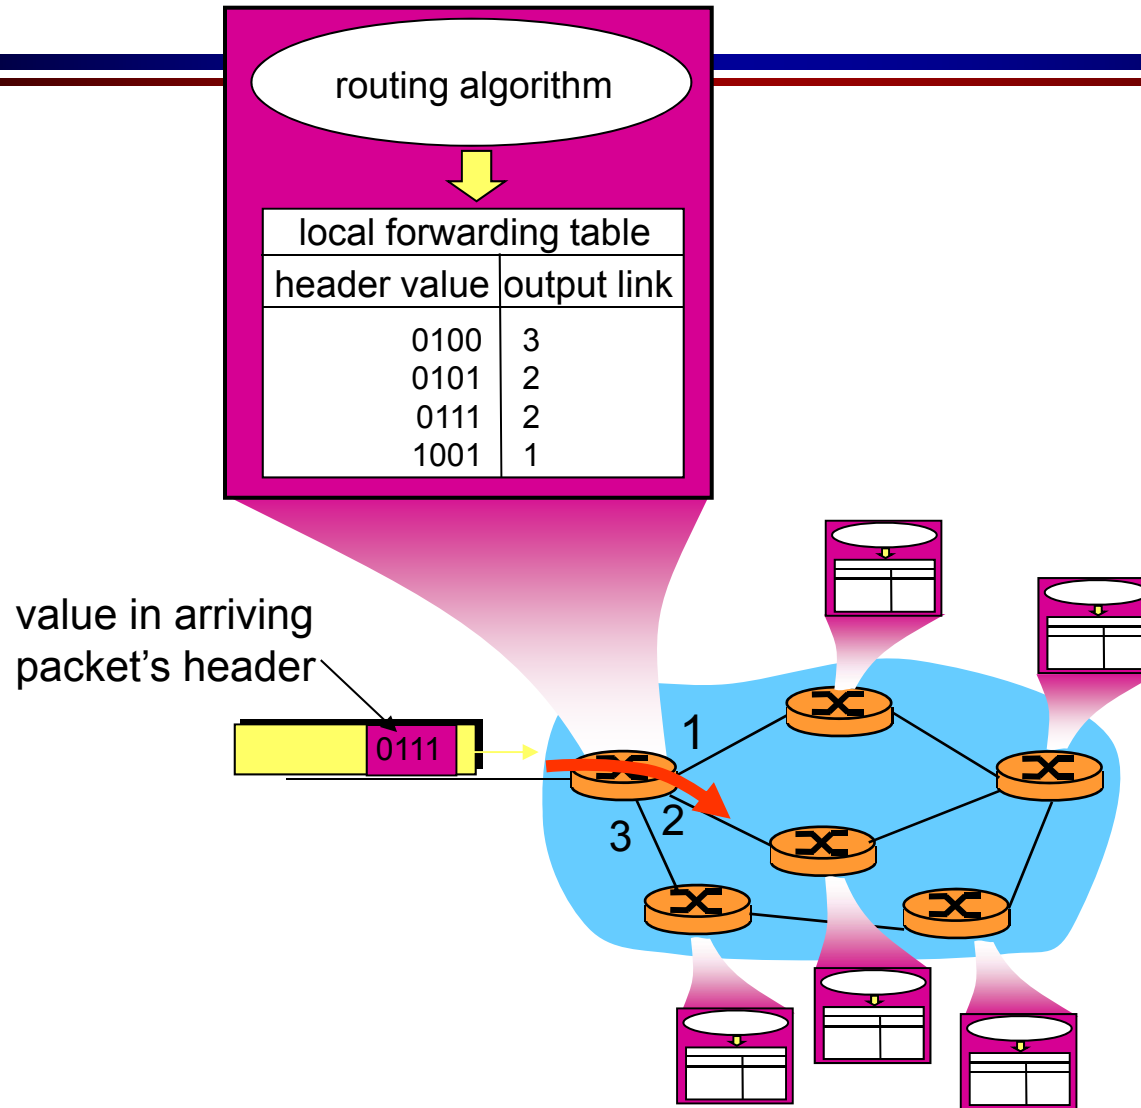 routing algorithm
local forwarding table
header value output link
0100 3
0101 2
0111 2
1001 1
value in arriving
packet's header
0111
1
2
3